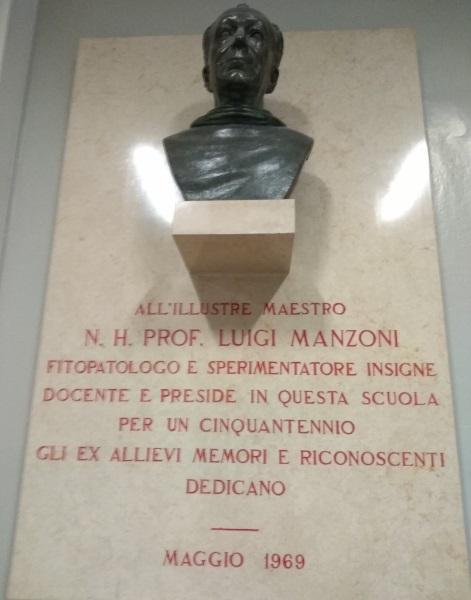 ALL'ILLUSTRE MAESTRO
N. H. PROF. LUIGI MANZONI
FITOPATOLOGO E SPERIMENTATORE INSIGNE
DOCENTE E PRESIDE IN QUESTA SCUOLA
PER UN CINQUANTENNIO
GLI EX ALLIEVI MEMORI E RICONOSCENTI
DEDICANO
MAGGIO 1969